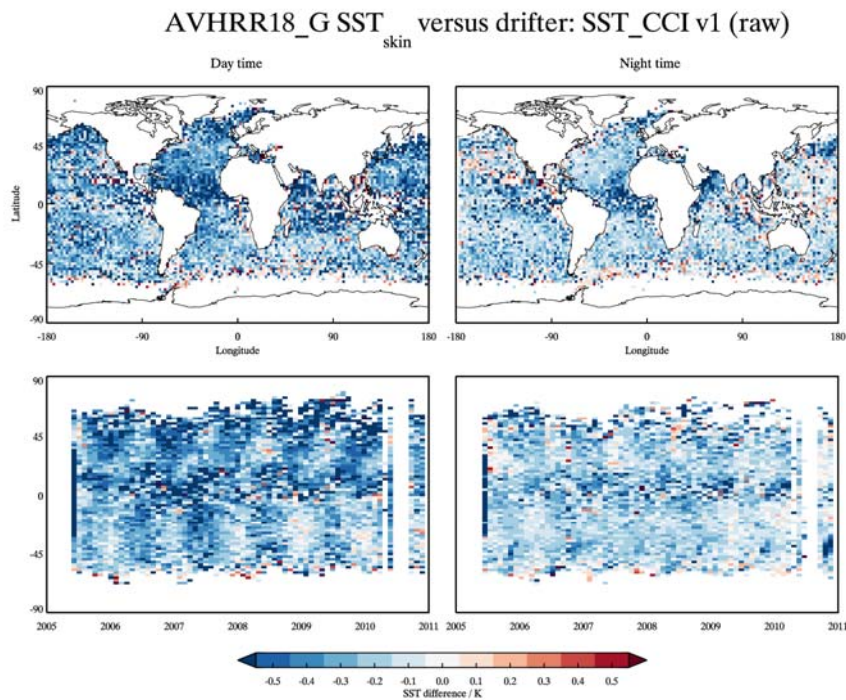 AVHRR18_G SST_skin versus drifter: SST_CCI v1 (raw)
Day time
Night time
90
45
0
-45
-90
Latitude
-180 -90 0 90 180
Longitude
-180 -90 0 90 180
Longitude
90
45
0
-45
-90
2005 2006 2007 2008 2009 2010 2011
2005 2006 2007 2008 2009 2010 2011
-0.5 -0.4 -0.3 -0.2 -0.1 0.0 0.1 0.2 0.3 0.4 0.5
SST difference / K